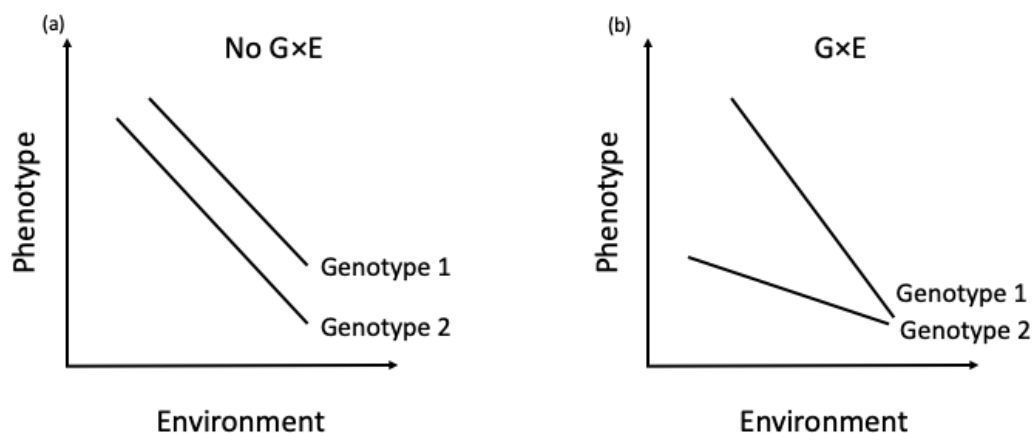 (a)
No G×E
Phenotype
Genotype 1
Genotype 2
Environment
(b)
G×E
Phenotype
Genotype 1
Genotype 2
Environment